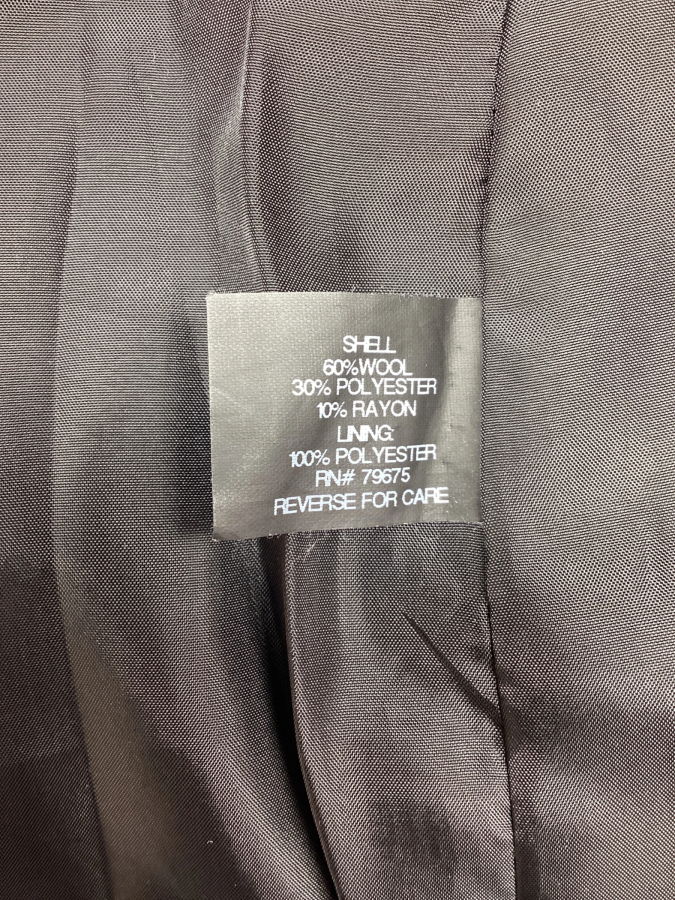 SHELL
60%WOOL
30% POLYESTER
10% RAYON
LINING:
100% POLYESTER
RN# 79675
REVERSE FOR CARE